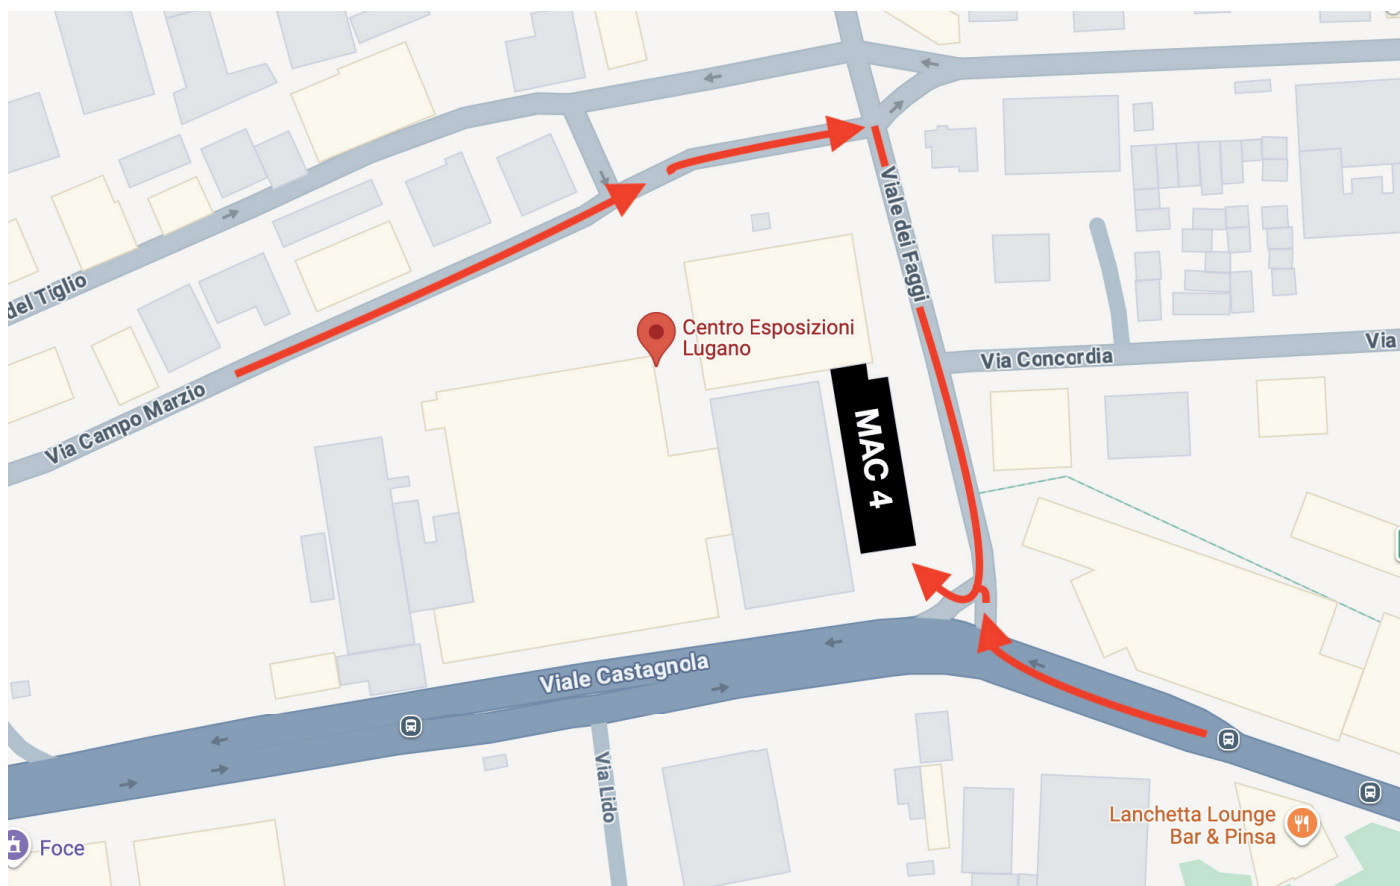 del Tiglio
Viale dei Faggi
Centro Esposizioni
Lugano
Via Concordia
Via
Via Campo Marzio
MAC 4
Viale Castagnola
Via Lido
Foce
Lanchetta Lounge
Bar & Pinsa